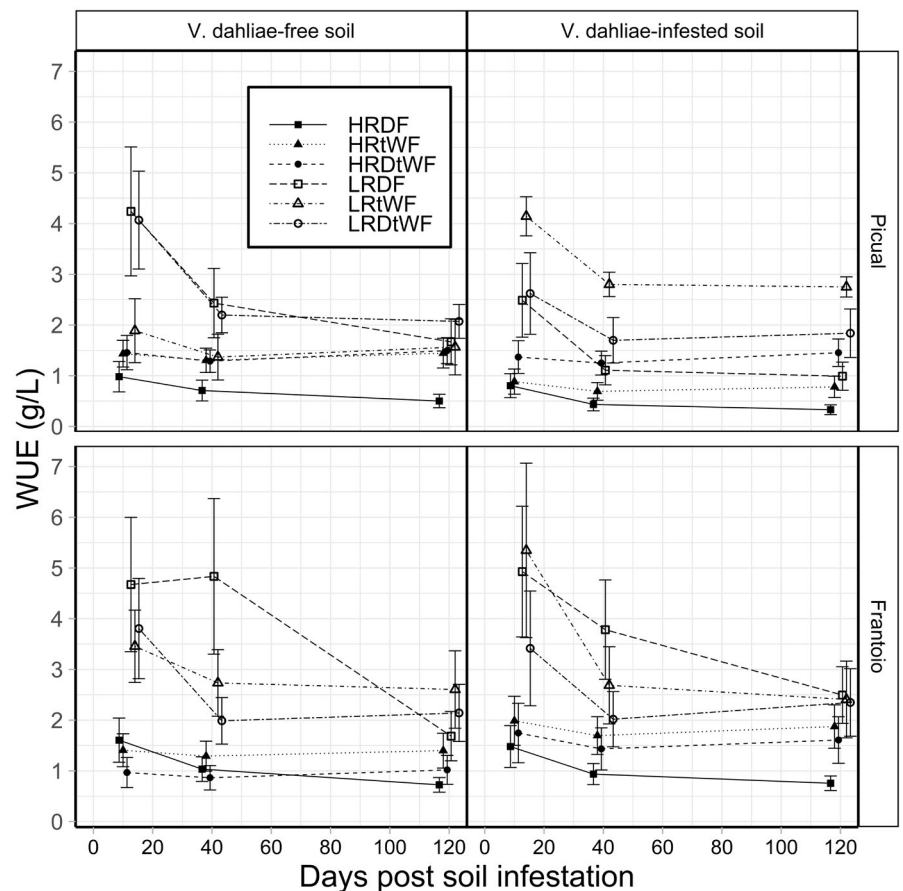 V. dahliae-free soil
V. dahliae-infested soil
7
6
5
4
3
2
1
0
HRDF
HRtWF
HRDtWF
LRDF
LRtWF
LRDtWF
Picual
WUE (g/L)
7
6
5
4
3
2
1
0
Frantoio
0 20 40 60 80 100 120 0 20 40 60 80 100 120
Days post soil infestation